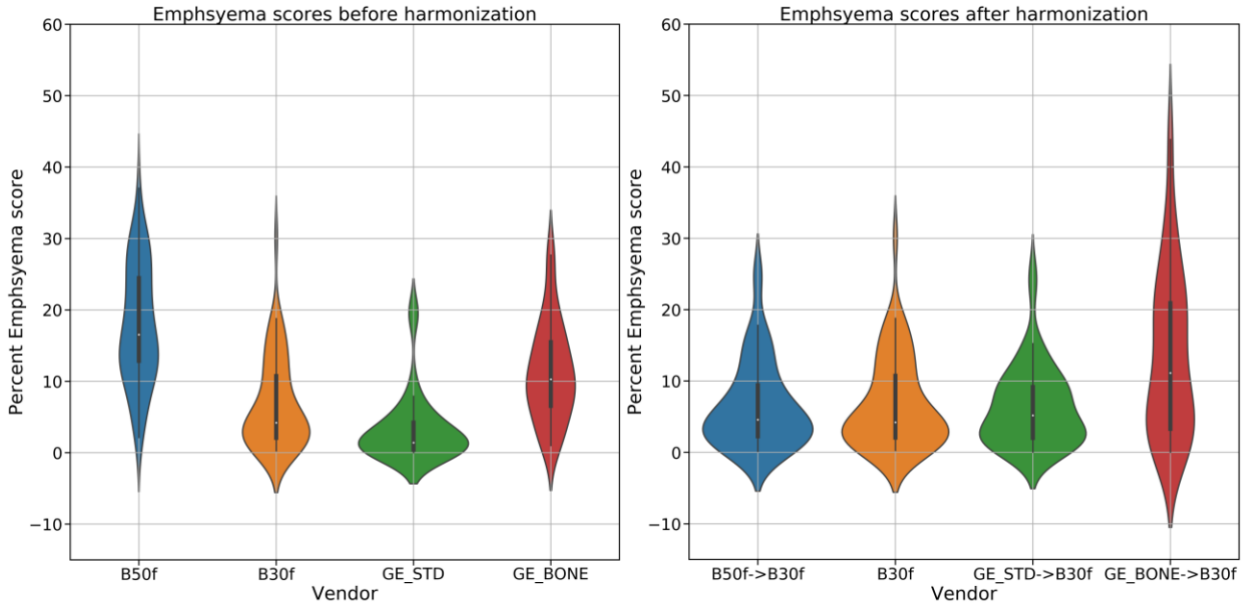 Emphsyema scores before harmonization
60
50
40
30
20
10
0
−10
Percent Emphsyema score
B50f
B30f
GE_STD
GE_BONE
Vendor
Emphsyema scores after harmonization
60
50
40
30
20
10
0
−10
Percent Emphsyema score
B50f->B30f
B30f
GE_STD->B30f
GE_BONE->B30f
Vendor